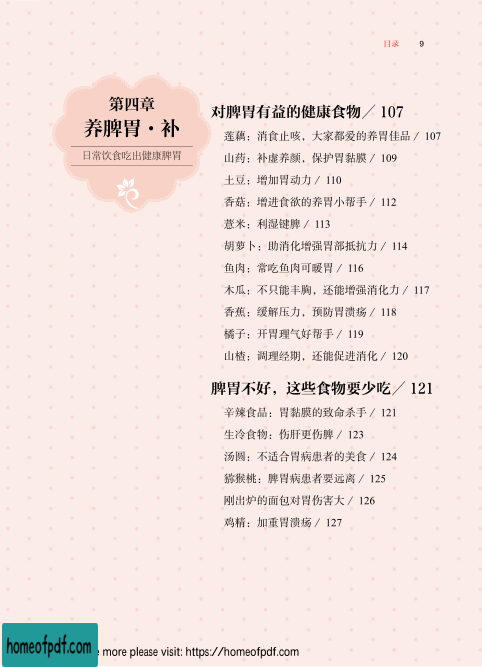 目录 9
第四章
养脾胃·补
日常饮食吃出健康脾胃
对脾胃有益的健康食物／107
莲藕：消食止咳，大家都爱的养胃佳品／107
山药：补虚养颜，保护胃黏膜／109
土豆：增加胃动力／110
香菇：增进食欲的养胃小帮手／112
薏米：利湿健脾／113
胡萝卜：助消化增强胃部抵抗力／114
鱼肉：常吃鱼肉可暖胃／116
木瓜：不只能丰胸，还能增强消化力／117
香蕉：缓解压力，预防胃溃疡／118
橘子：开胃理气好帮手／119
山楂：调理经期，还能促进消化／120
脾胃不好，这些食物要少吃／121
辛辣食品：胃黏膜的致命杀手／121
生冷食物：伤肝更伤脾／123
汤圆：不适合胃病患者的美食／124
猕猴桃：脾胃病患者要远离／125
刚出炉的面包对胃伤害大／126
鸡精：加重胃溃疡／127
homeofpdf.com
more please visit: https://homeofpdf.com